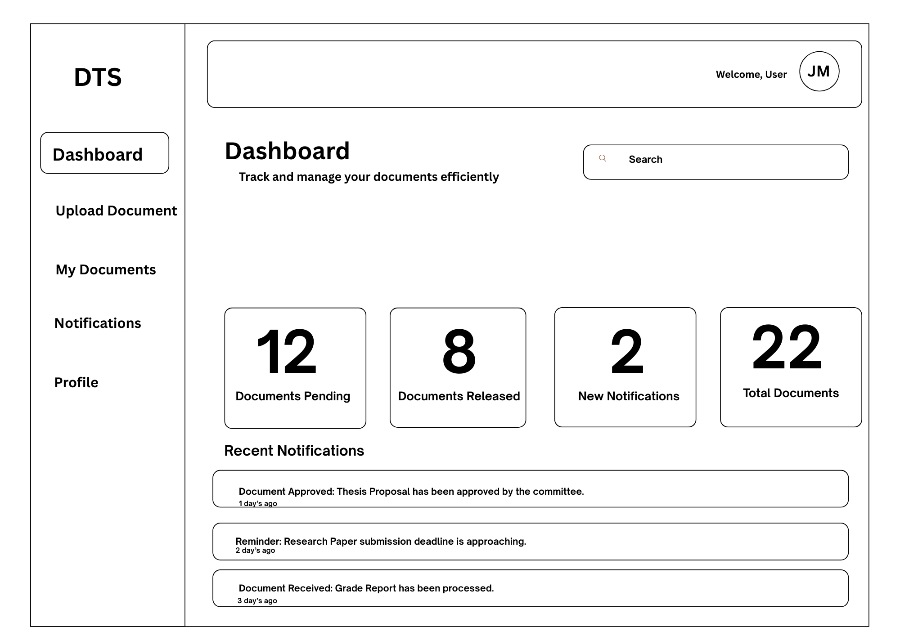 DTS
Dashboard
Upload Document
My Documents
Notifications
Profile
Welcome, User
JM
Dashboard
Track and manage your documents efficiently
Search
12
Documents Pending
8
Documents Released
2
New Notifications
22
Total Documents
Recent Notifications
Document Approved: Thesis Proposal has been approved by the committee.
1 day's ago
Reminder: Research Paper submission deadline is approaching.
2 day's ago
Document Received: Grade Report has been processed.
3 day's ago